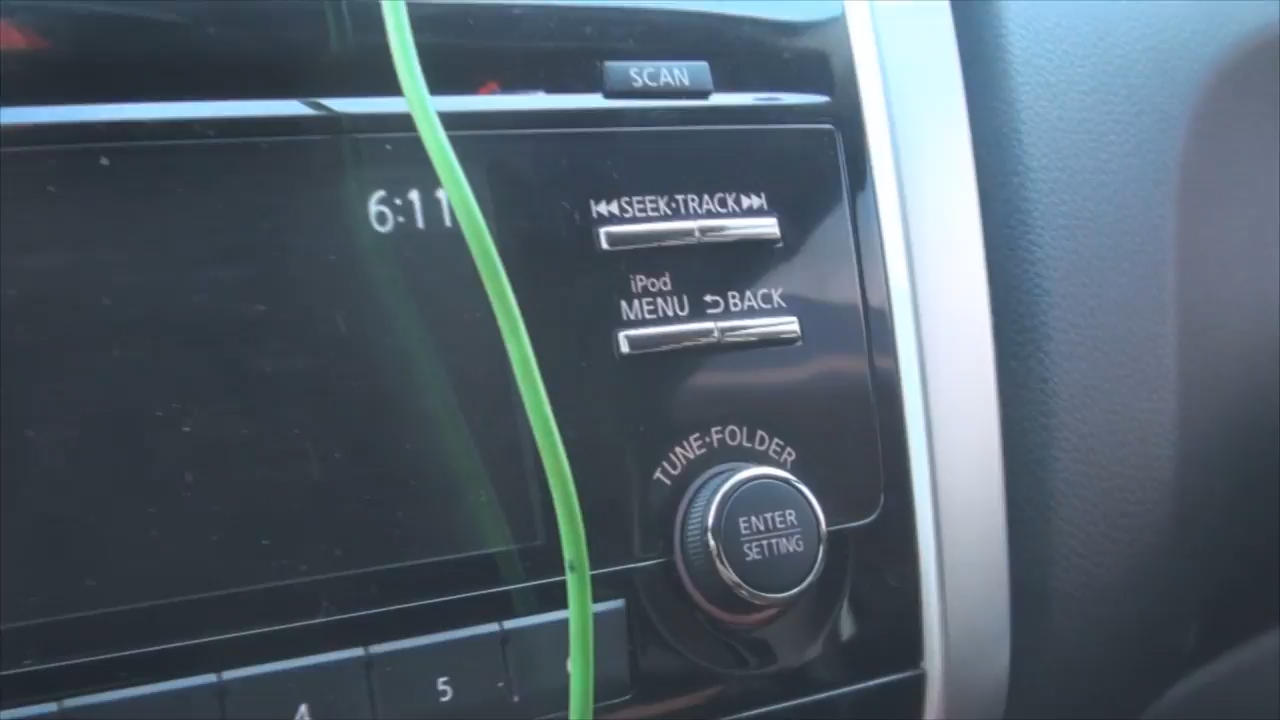 SCAN
6:11
SEEK·TRACK
iPod
MENU BACK
TUNE·FOLDER
ENTER
SETTING
4 5